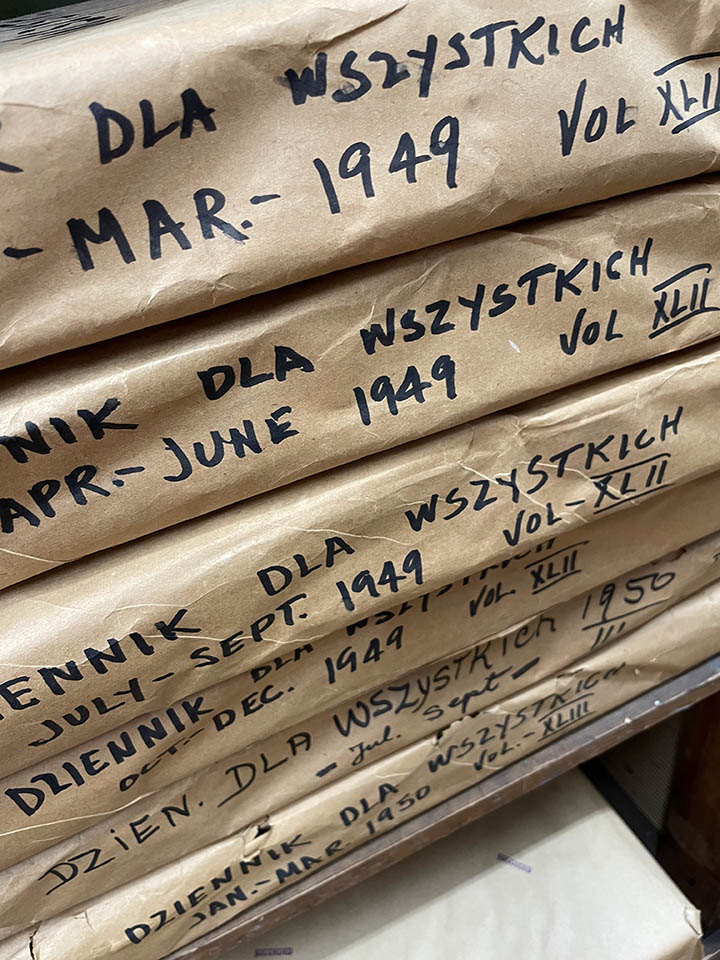 DLA WSZYSTKICH
- MAR.- 1949 VOL XLII
NIK DLA WSZYSTKICH
APR.- JUNE 1949 VOL XLII
ENNIK DLA WSZYSTKICH
JULY- SEPT. 1949 VOL- XLII
DZIENNIK DLA WSZYSTKICH
OCT- DEC. 1949 VOL. XLII
DZIEN. DLA WSZYSTKICH 1950
- Jul. Sept - III
DZIENNIK DLA WSZYSTKICH
JAN.- MAR. 1950 VOL.- XLIII